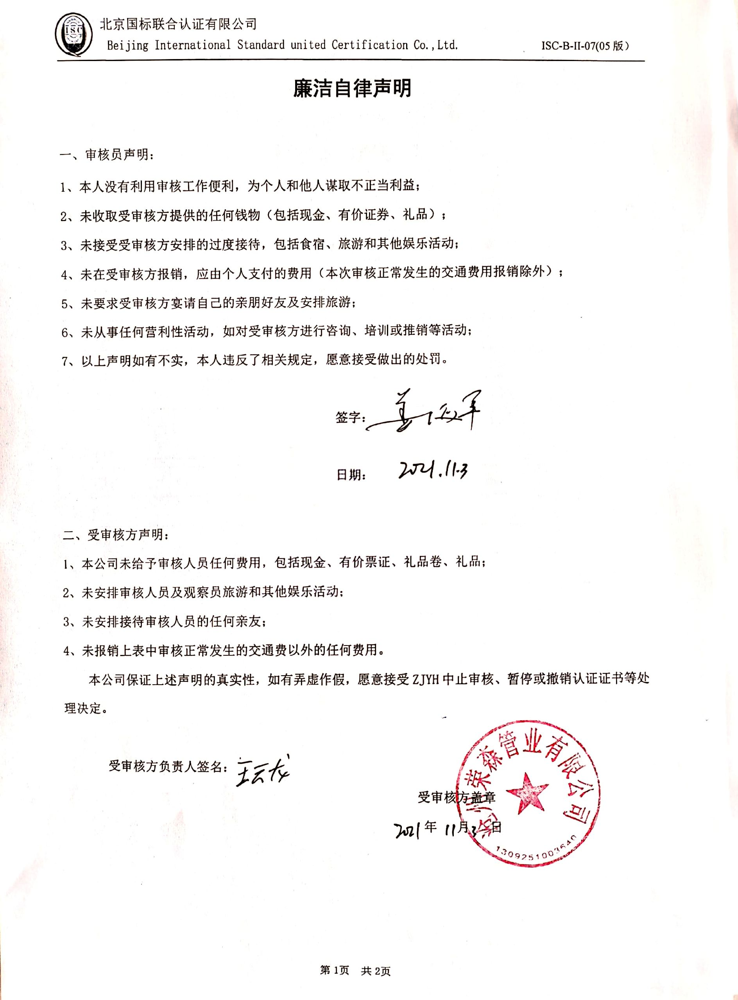 ISC
北京国标联合认证有限公司
Beijing International Standard united Certification Co.,Ltd.
ISC-B-II-07(05版)
廉洁自律声明
一、审核员声明：
1、本人没有利用审核工作便利，为个人和他人谋取不正当利益；
2、未收取受审核方提供的任何钱物（包括现金、有价证券、礼品）；
3、未接受受审核方安排的过度接待，包括食宿、旅游和其他娱乐活动；
4、未在受审核方报销，应由个人支付的费用（本次审核正常发生的交通费用报销除外）；
5、未要求受审核方宴请自己的亲朋好友及安排旅游；
6、未从事任何营利性活动，如对受审核方进行咨询、培训或推销等活动；
7、以上声明如有不实，本人违反了相关规定，愿意接受做出的处罚。
签字：
日期： 2021.11.3
二、受审核方声明：
1、本公司未给予审核人员任何费用，包括现金、有价票证、礼品卷、礼品；
2、未安排审核人员及观察员旅游和其他娱乐活动；
3、未安排接待审核人员的任何亲友；
4、未报销上表中审核正常发生的交通费以外的任何费用。
本公司保证上述声明的真实性，如有弄虚作假，愿意接受ZJYH中止审核、暂停或撤销认证证书等处
理决定。
受审核方负责人签名：王云龙
沧州荣森管业有限公司
受审核方盖章
2021年11月3日
1309251003640
第1页 共2页